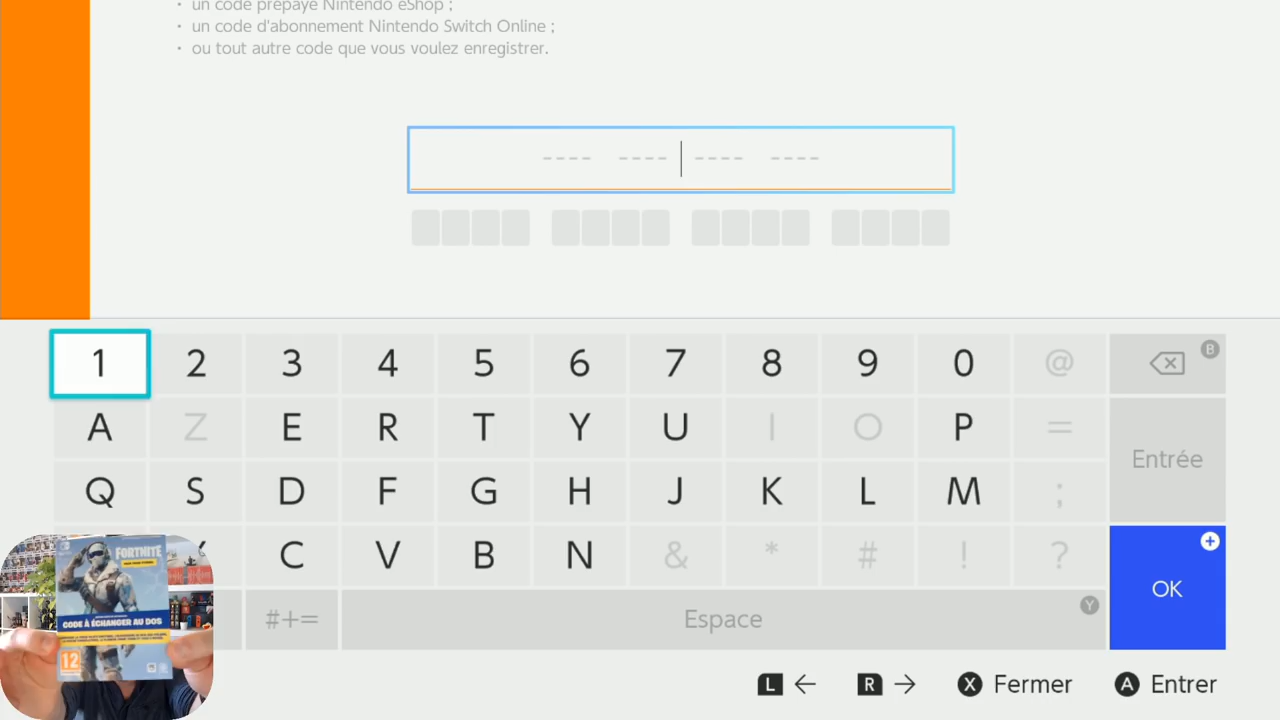 • un code prépayé Nintendo eShop ;
• un code d'abonnement Nintendo Switch Online ;
• ou tout autre code que vous voulez enregistrer.
---- ---- ---- ----
1 2 3 4 5 6 7 8 9 0 @
A Z E R T Y U I O P =
Entrée
Q S D F G H J K L M ;
C V B N & * # ! ?
OK
#+= Espace
L ← R → X Fermer A Entrer
FORTNITE
CODE À ÉCHANGER AU DOS
12